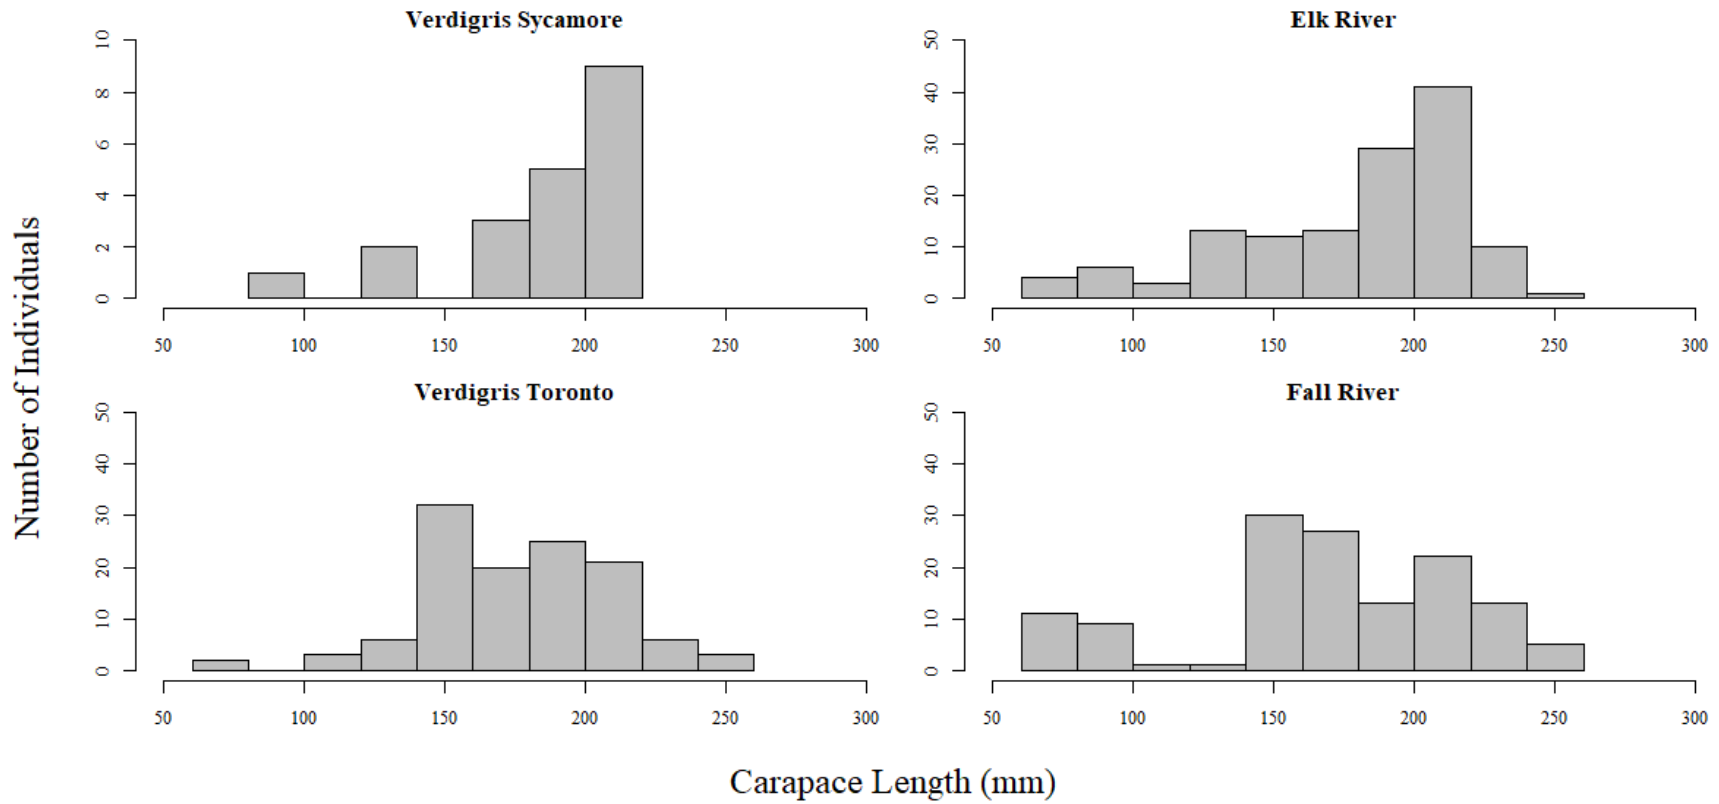 Verdigris Sycamore
10
8
6
4
2
0
50 100 150 200 250 300
Elk River
50
40
30
20
10
0
50 100 150 200 250 300
Number of Individuals
Verdigris Toronto
50
40
30
20
10
0
50 100 150 200 250 300
Fall River
50
40
30
20
10
0
50 100 150 200 250 300
Carapace Length (mm)